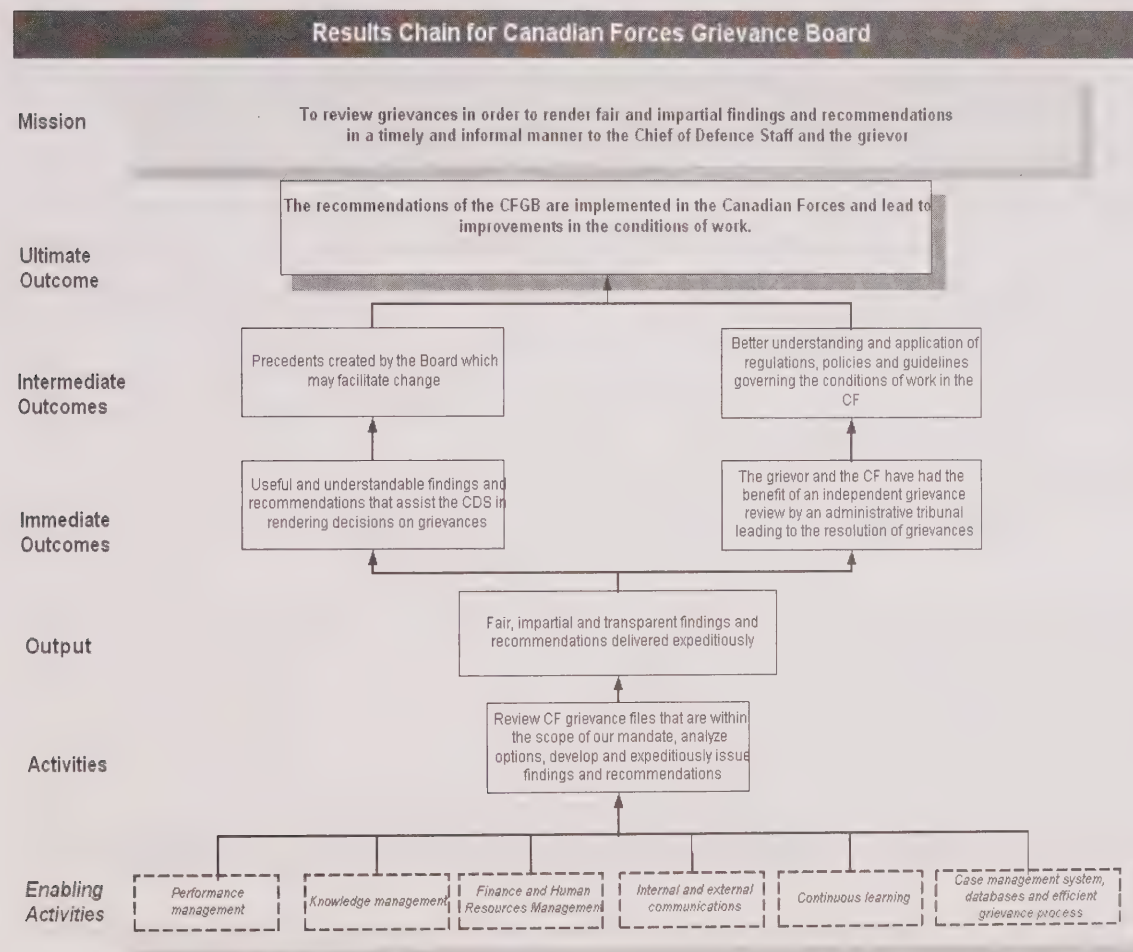 Results Chain for Canadian Forces Grievance Board
Mission
To review grievances in order to render fair and impartial findings and recommendations
in a timely and informal manner to the Chief of Defence Staff and the grievor
Ultimate
Outcome
The recommendations of the CFGB are implemented in the Canadian Forces and lead to
improvements in the conditions of work.
Intermediate
Outcomes
Precedents created by the Board which
may facilitate change
Better understanding and application of
regulations, policies and guidelines
governing the conditions of work in the
CF
Immediate
Outcomes
Useful and understandable findings and
recommendations that assist the CDS in
rendering decisions on grievances
The grievor and the CF have had the
benefit of an independent grievance
review by an administrative tribunal
leading to the resolution of grievances
Output
Fair, impartial and transparent findings and
recommendations delivered expeditiously
Activities
Review CF grievance files that are within
the scope of our mandate, analyze
options, develop and expeditiously issue
findings and recommendations
Enabling
Activities
Performance
management
Knowledge management
Finance and Human
Resources Management
Internal and external
communications
Continuous learning
Case management system,
databases and efficient
grievance process